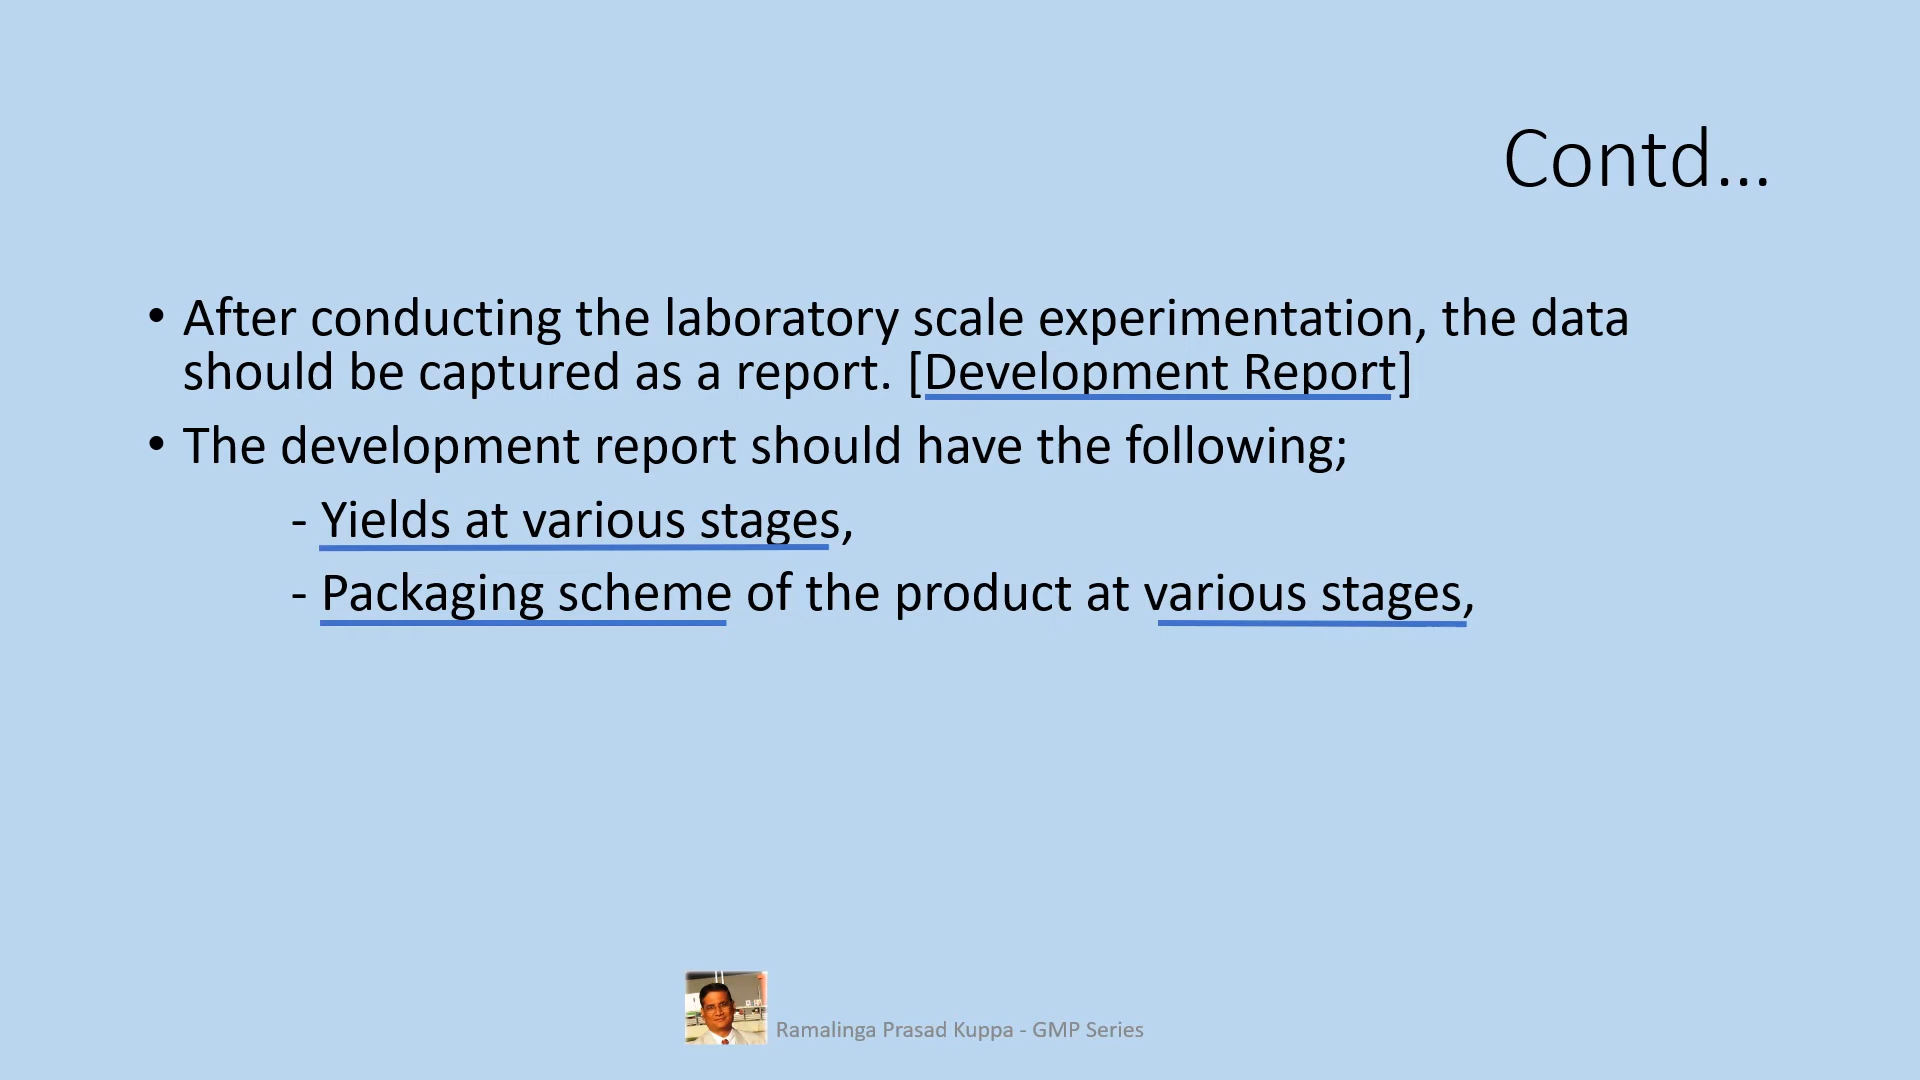 Contd...
• After conducting the laboratory scale experimentation, the data
should be captured as a report. [Development Report]
• The development report should have the following;
- Yields at various stages,
- Packaging scheme of the product at various stages,
Ramalinga Prasad Kuppa - GMP Series